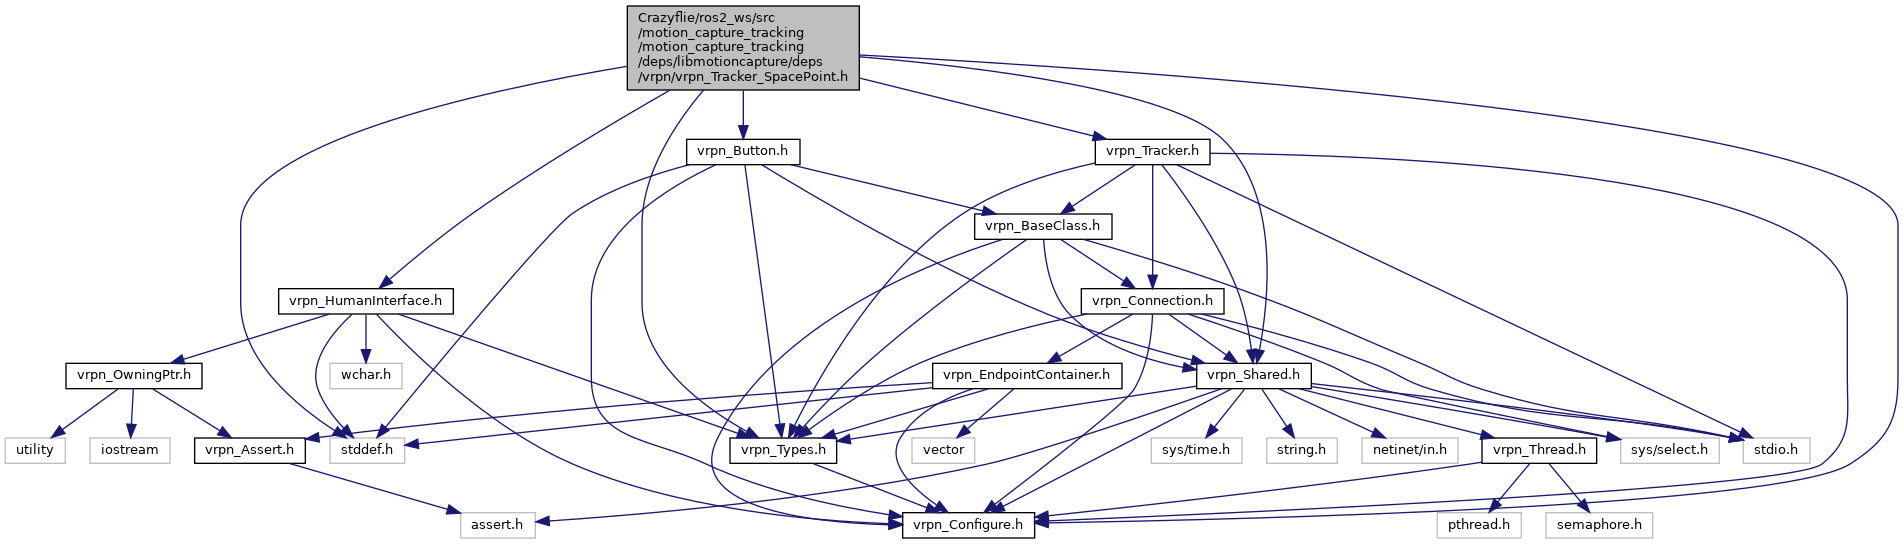 Crazyflie/ros2_ws/src
/motion_capture_tracking
/motion_capture_tracking
/deps/libmotioncapture/deps
/vrpn/vrpn_Tracker_SpacePoint.h
vrpn_Button.h
vrpn_Tracker.h
vrpn_BaseClass.h
vrpn_HumanInterface.h
vrpn_Connection.h
vrpn_OwningPtr.h
wchar.h
vrpn_EndpointContainer.h
vrpn_Shared.h
utility
iostream
vrpn_Assert.h
stddef.h
vrpn_Types.h
vector
sys/time.h
string.h
netinet/in.h
vrpn_Thread.h
sys/select.h
stdio.h
assert.h
vrpn_Configure.h
pthread.h
semaphore.h